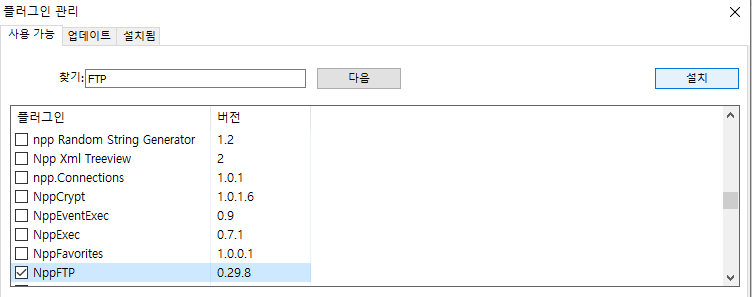 플러그인 관리
사용 가능 업데이트 설치됨
찾기: FTP 다음 설치
플러그인 버전
npp Random String Generator 1.2
Npp Xml Treeview 2
npp.Connections 1.0.1
NppCrypt 1.0.1.6
NppEventExec 0.9
NppExec 0.7.1
NppFavorites 1.0.0.1
NppFTP 0.29.8